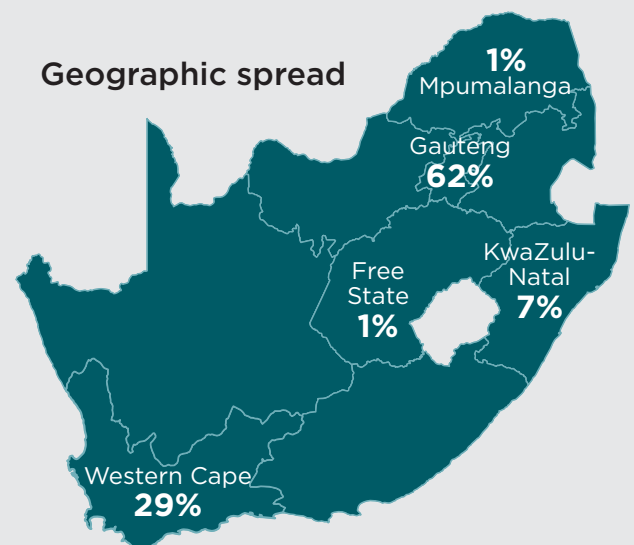 Geographic spread
1%
Mpumalanga
Gauteng
62%
KwaZulu-
Natal
7%
Free
State
1%
Western Cape
29%